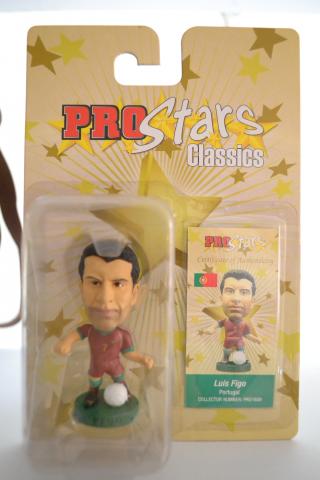 PRO Stars
Classics
PRO Stars
Certificate of Authenticity
Luis Figo
Portugal